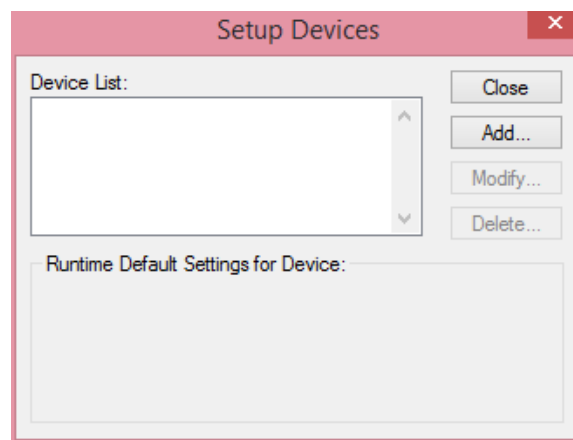 Setup Devices
Device List:
Close
Add...
Modify...
Delete...
Runtime Default Settings for Device: